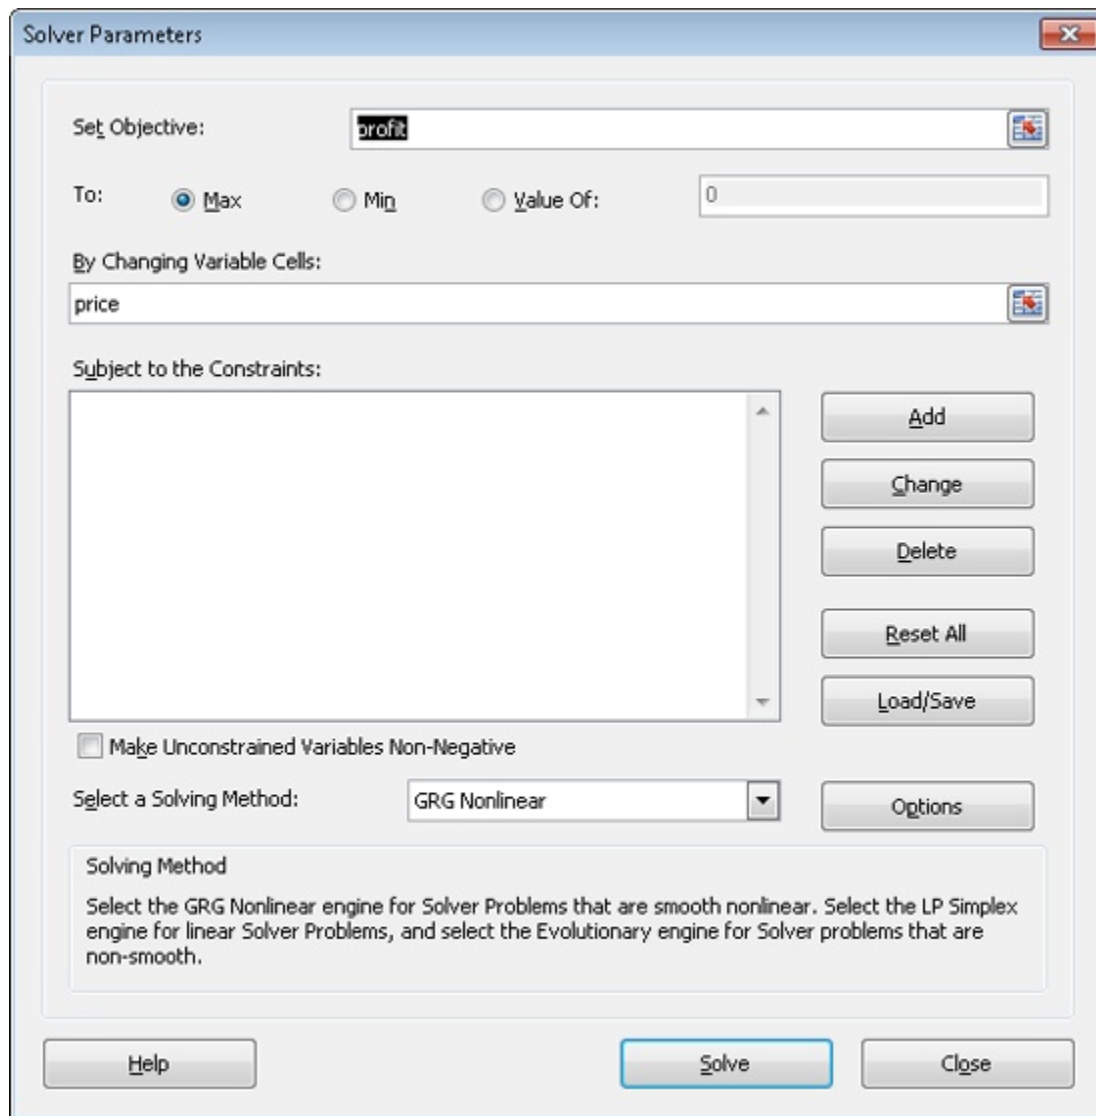 Solver Parameters
Set Objective:
profit
To:
Max
Min
Value Of:
0
By Changing Variable Cells:
price
Subject to the Constraints:
Add
Change
Delete
Reset All
Load/Save
Make Unconstrained Variables Non-Negative
Select a Solving Method:
GRG Nonlinear
Options
Solving Method
Select the GRG Nonlinear engine for Solver Problems that are smooth nonlinear. Select the LP Simplex
engine for linear Solver Problems, and select the Evolutionary engine for Solver problems that are
non-smooth.
Help
Solve
Close